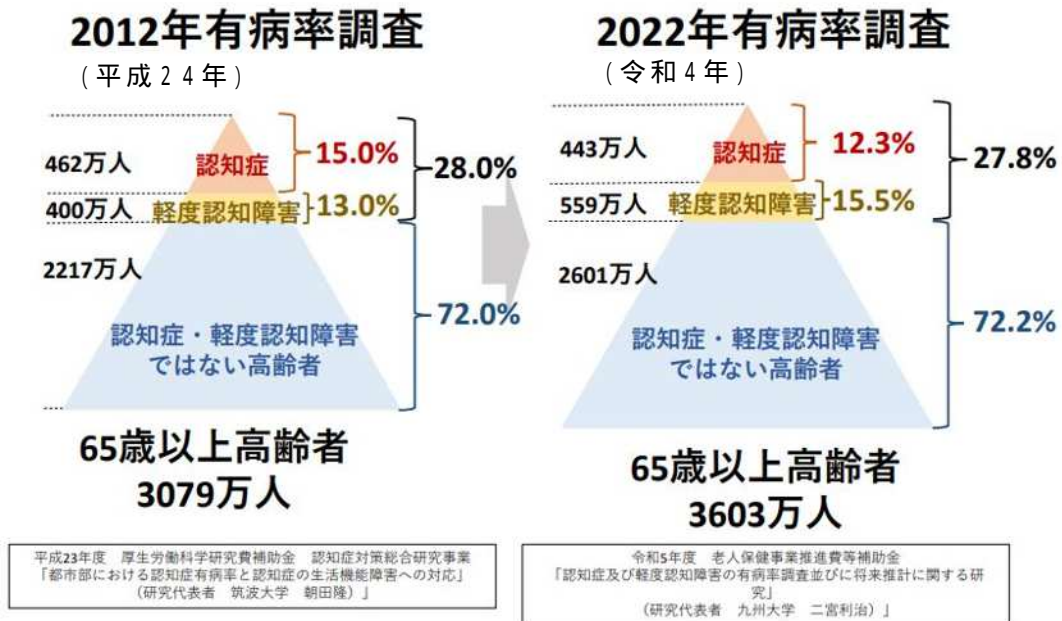 2012年有病率調査
(平成24年)
462万人
認知症
15.0%
28.0%
400万人
軽度認知障害
13.0%
2217万人
72.0%
認知症・軽度認知障害
ではない高齢者
65歳以上高齢者
3079万人
平成23年度 厚生労働科学研究費補助金 認知症対策総合研究事業
「都市部における認知症有病率と認知症の生活機能障害への対応」
(研究代表者 筑波大学 朝田隆)」
2022年有病率調査
(令和4年)
443万人
認知症
12.3%
27.8%
559万人
軽度認知障害
15.5%
2601万人
72.2%
認知症・軽度認知障害
ではない高齢者
65歳以上高齢者
3603万人
令和5年度 老人保健事業推進費等補助金
「認知症及び軽度認知障害の有病率調査並びに将来推計に関する研
究」
(研究代表者 九州大学 二宮利治)」